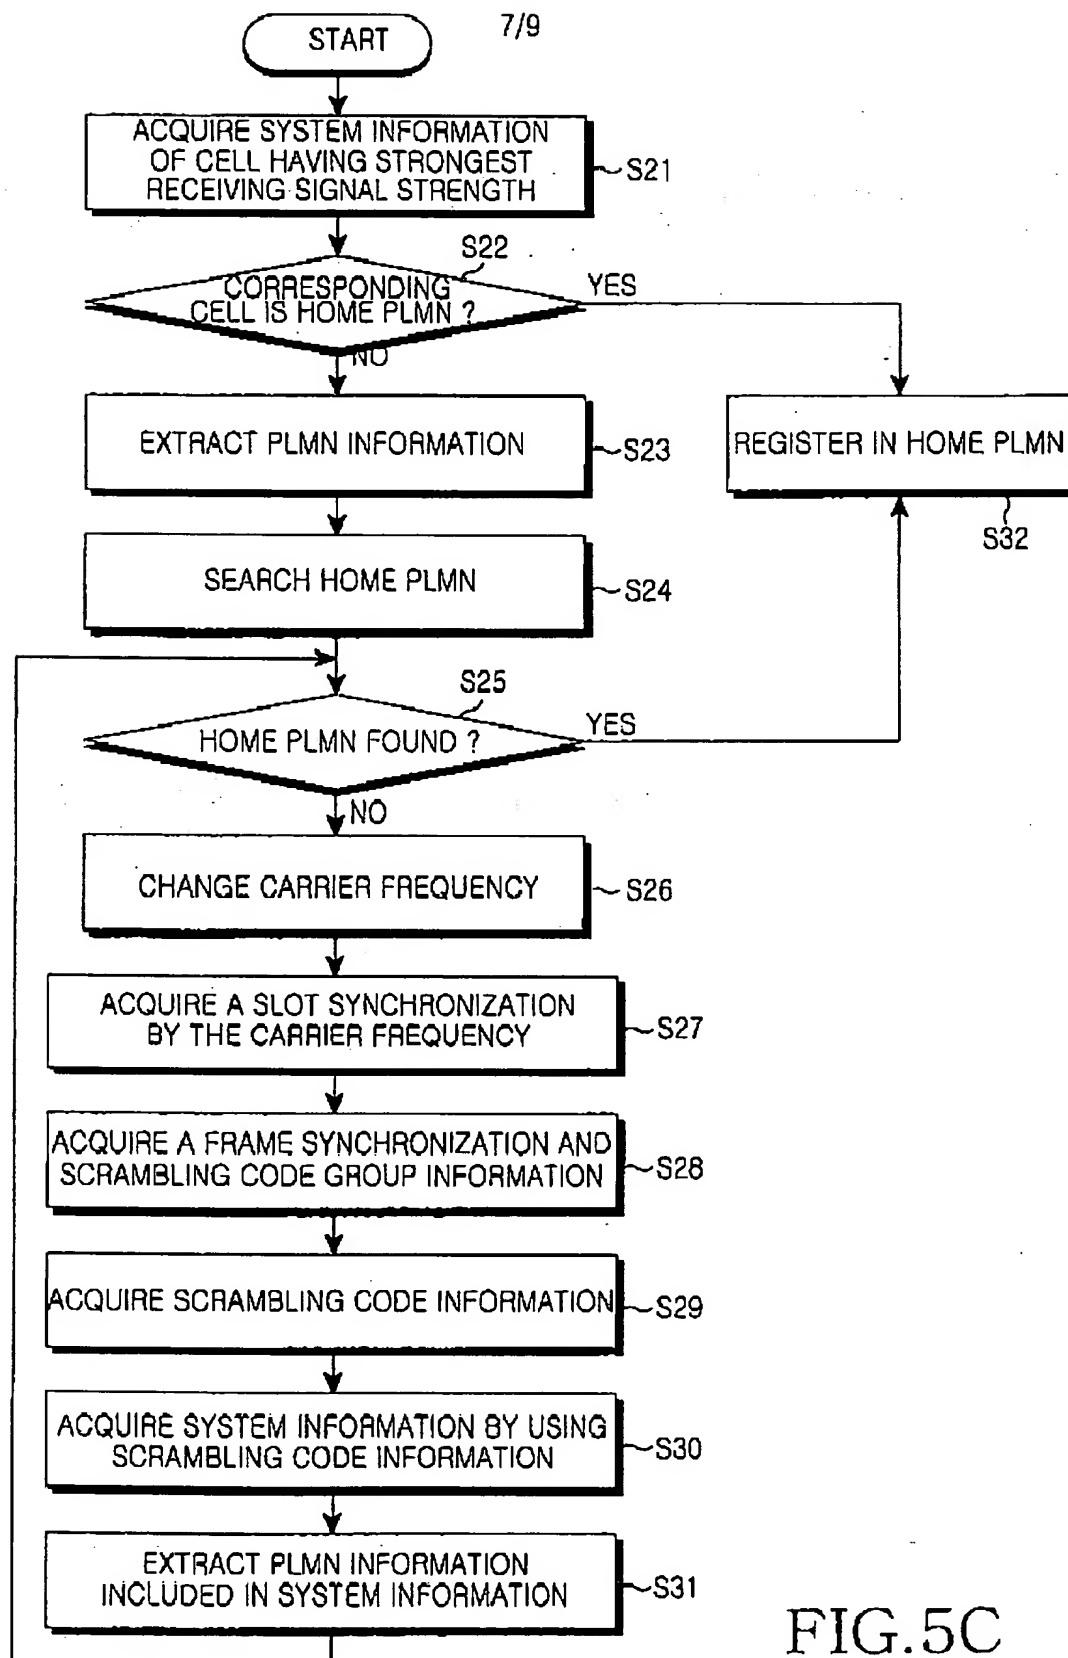 7/9
START
ACQUIRE SYSTEM INFORMATION
OF CELL HAVING STRONGEST
RECEIVING SIGNAL STRENGTH
S21
S22
CORRESPONDING
CELL IS HOME PLMN ?
YES
NO
EXTRACT PLMN INFORMATION
S23
REGISTER IN HOME PLMN
S32
SEARCH HOME PLMN
S24
S25
HOME PLMN FOUND ?
YES
NO
CHANGE CARRIER FREQUENCY
S26
ACQUIRE A SLOT SYNCHRONIZATION
BY THE CARRIER FREQUENCY
S27
ACQUIRE A FRAME SYNCHRONIZATION AND
SCRAMBLING CODE GROUP INFORMATION
S28
ACQUIRE SCRAMBLING CODE INFORMATION
S29
ACQUIRE SYSTEM INFORMATION BY USING
SCRAMBLING CODE INFORMATION
S30
EXTRACT PLMN INFORMATION
INCLUDED IN SYSTEM INFORMATION
S31
FIG.5C